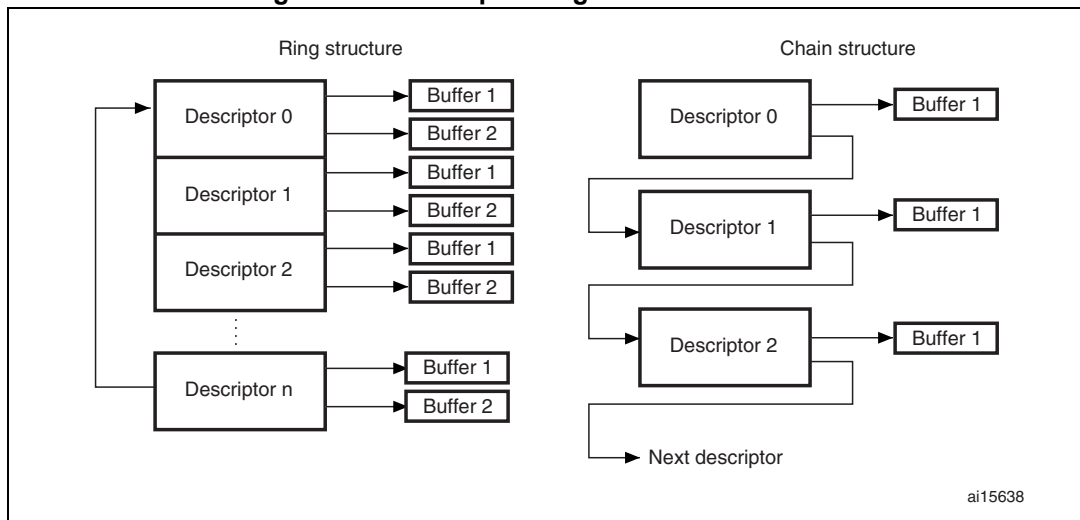 Ring structure
Descriptor 0
Buffer 1
Buffer 2
Descriptor 1
Buffer 1
Buffer 2
Descriptor 2
Buffer 1
Buffer 2
Descriptor n
Buffer 1
Buffer 2
Chain structure
Descriptor 0
Buffer 1
Descriptor 1
Buffer 1
Descriptor 2
Buffer 1
Next descriptor
ai15638